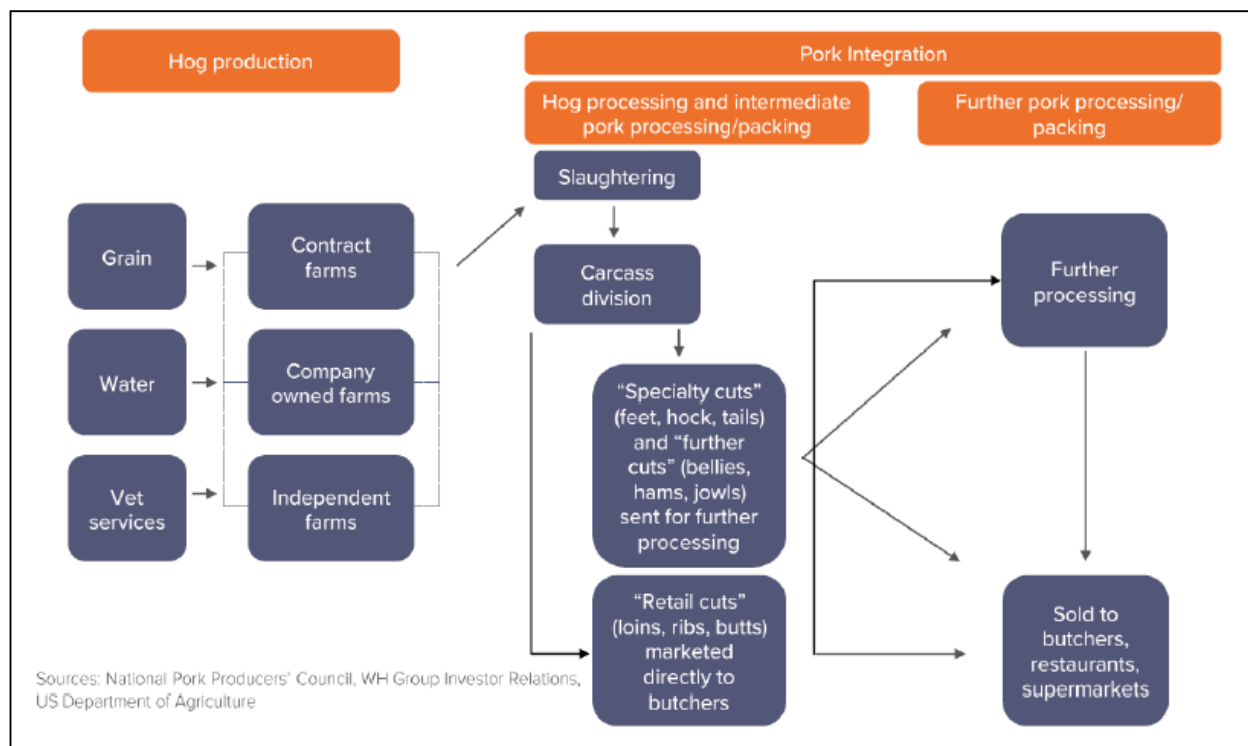 Hog production
Pork Integration
Hog processing and intermediate
pork processing/packing
Further pork processing/
packing
Slaughtering
Grain
Contract
farms
Carcass
division
Further
processing
Water
Company
owned farms
“Specialty cuts”
(feet, hock, tails)
and “further
cuts” (bellies,
hams, jowls)
sent for further
processing
Vet
services
Independent
farms
“Retail cuts”
(loins, ribs, butts)
marketed
directly to
butchers
Sold to
butchers,
restaurants,
supermarkets
Sources: National Pork Producers’ Council, WH Group Investor Relations,
US Department of Agriculture